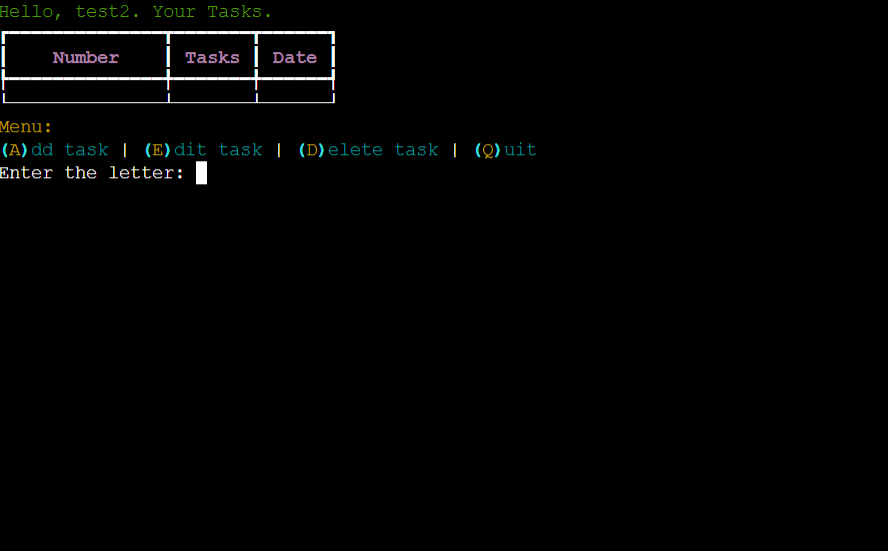 Hello, test2. Your Tasks.
Number Tasks Date
Menu:
(A)dd task | (E)dit task | (D)elete task | (Q)uit
Enter the letter: